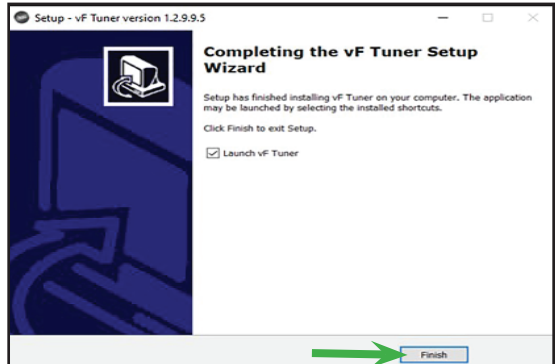 Setup - vF Tuner version 1.2.9.9.5
Completing the vF Tuner Setup
Wizard
Setup has finished installing vF Tuner on your computer. The application
may be launched by selecting the installed shortcuts.
Click Finish to exit Setup.
Launch vF Tuner
Finish